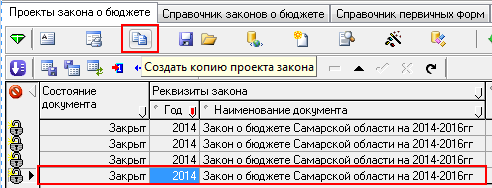 Проекты закона о бюджете Справочник законов о бюджете Справочник первичных форм
Создать копию проекта закона
Состояние документа
Реквизиты закона
Год Наименование документа
Закрыт 2014 Закон о бюджете Самарской области на 2014-2016гг
Закрыт 2014 Закон о бюджете Самарской области на 2014-2016гг
Закрыт 2014 Закон о бюджете Самарской области на 2014-2016гг
Закрыт 2014 Закон о бюджете Самарской области на 2014-2016гг